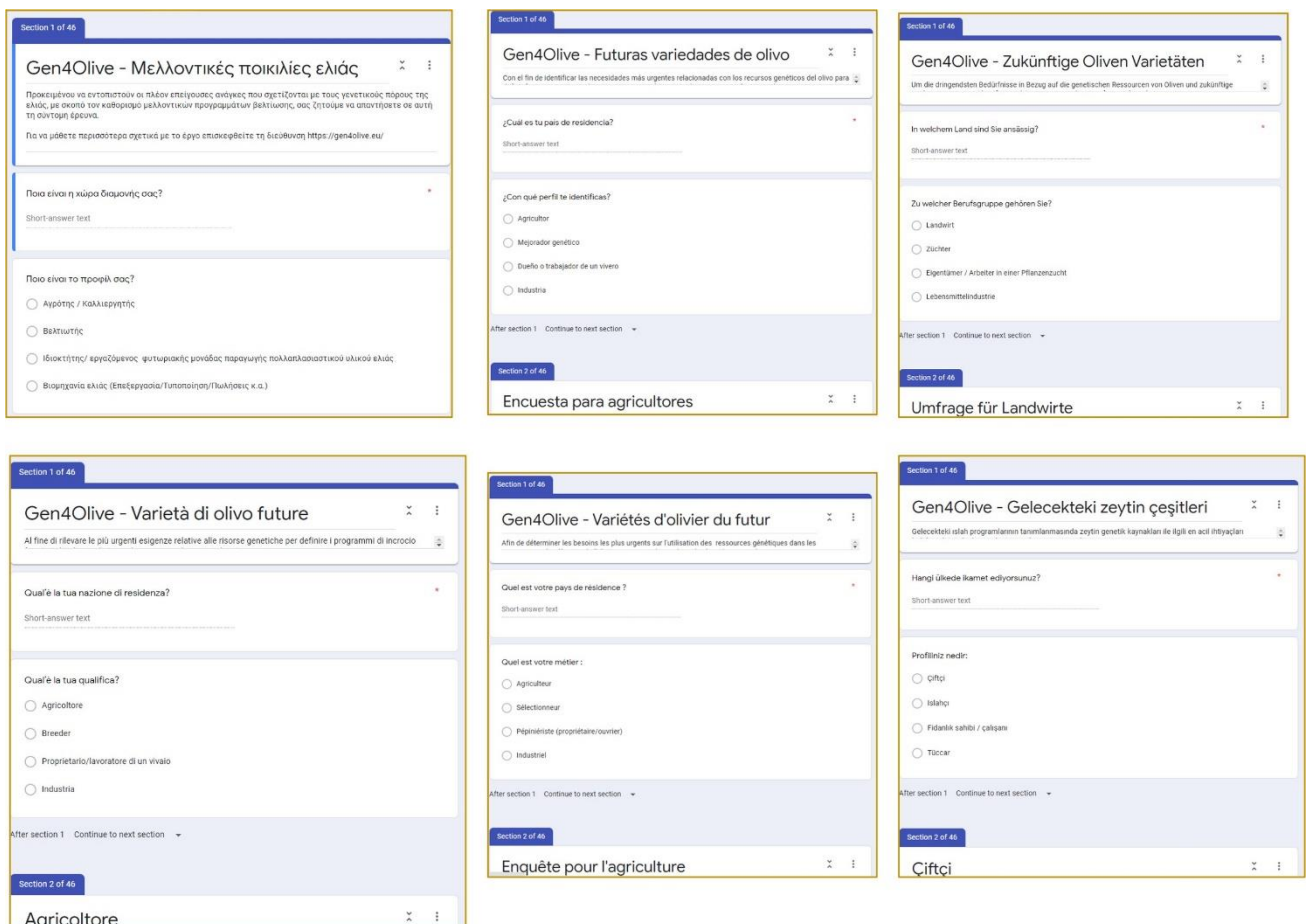 Section 1 of 46
Gen4Olive - Μελλοντικές ποικιλίες ελιάς
Προκειμένου να εντοπιστούν οι πλέον επείγουσες ανάγκες που σχετίζονται με τους γενετικούς πόρους της
ελιάς, με σκοπό τον καθορισμό μελλοντικών προγραμμάτων βελτίωσης, σας ζητούμε να απαντήσετε σε αυτή
τη σύντομη έρευνα.
Για να μάθετε περισσότερα σχετικά με το έργο επισκεφθείτε τη διεύθυνση https://gen4olive.eu/
Ποια είναι η χώρα διαμονής σας? *
Short-answer text
Ποιο είναι το προφίλ σας?
Αγρότης / Καλλιεργητής
Βελτιωτής
Ιδιοκτήτης/ εργαζόμενος φυτωριακής μονάδας παραγωγής πολλαπλασιαστικού υλικού ελιάς
Βιομηχανία ελιάς (Επεξεργασία/Τυποποίηση/Πωλήσεις κ.α.)
Section 1 of 46
Gen4Olive - Futuras variedades de olivo
Con el fin de identificar las necesidades más urgentes relacionadas con los recursos genéticos del olivo para
¿Cuál es tu país de residencia? *
Short-answer text
¿Con qué perfil te identificas?
Agricultor
Mejorador genético
Dueño o trabajador de un vivero
Industria
After section 1 Continue to next section
Section 2 of 46
Encuesta para agricultores
Section 1 of 46
Gen4Olive - Zukünftige Oliven Varietäten
Um die dringendsten Bedürfnisse in Bezug auf die genetischen Ressourcen von Oliven und zukünftige
In welchem Land sind Sie ansässig? *
Short-answer text
Zu welcher Berufsgruppe gehören Sie?
Landwirt
Züchter
Eigentümer / Arbeiter in einer Pflanzenzucht
Lebensmittelindustrie
After section 1 Continue to next section
Section 2 of 46
Umfrage für Landwirte
Section 1 of 46
Gen4Olive - Varietà di olivo future
Al fine di rilevare le più urgenti esigenze relative alle risorse genetiche per definire i programmi di incrocio
Qual'è la tua nazione di residenza? *
Short-answer text
Qual'è la tua qualifica?
Agricoltore
Breeder
Proprietario/lavoratore di un vivaio
Industria
After section 1 Continue to next section
Section 2 of 46
Agricoltore
Section 1 of 46
Gen4Olive - Variétés d'olivier du futur
Afin de déterminer les besoins les plus urgents sur l'utilisation des ressources génétiques dans les
Quel est votre pays de résidence ? *
Short-answer text
Quel est votre métier :
Agriculteur
Sélectionneur
Pépiniériste (propriétaire/ouvrier)
Industriel
After section 1 Continue to next section
Section 2 of 46
Enquête pour l'agriculture
Section 1 of 46
Gen4Olive - Gelecekteki zeytin çeşitleri
Gelecekteki ıslah programlarının tanımlanmasında zeytin genetik kaynakları ile ilgili en acil ihtiyaçları
Hangi ülkede ikamet ediyorsunuz? *
Short-answer text
Profiliniz nedir:
Çiftçi
Islahçı
Fidanlık sahibi / çalışanı
Tüccar
After section 1 Continue to next section
Section 2 of 46
Çiftçi